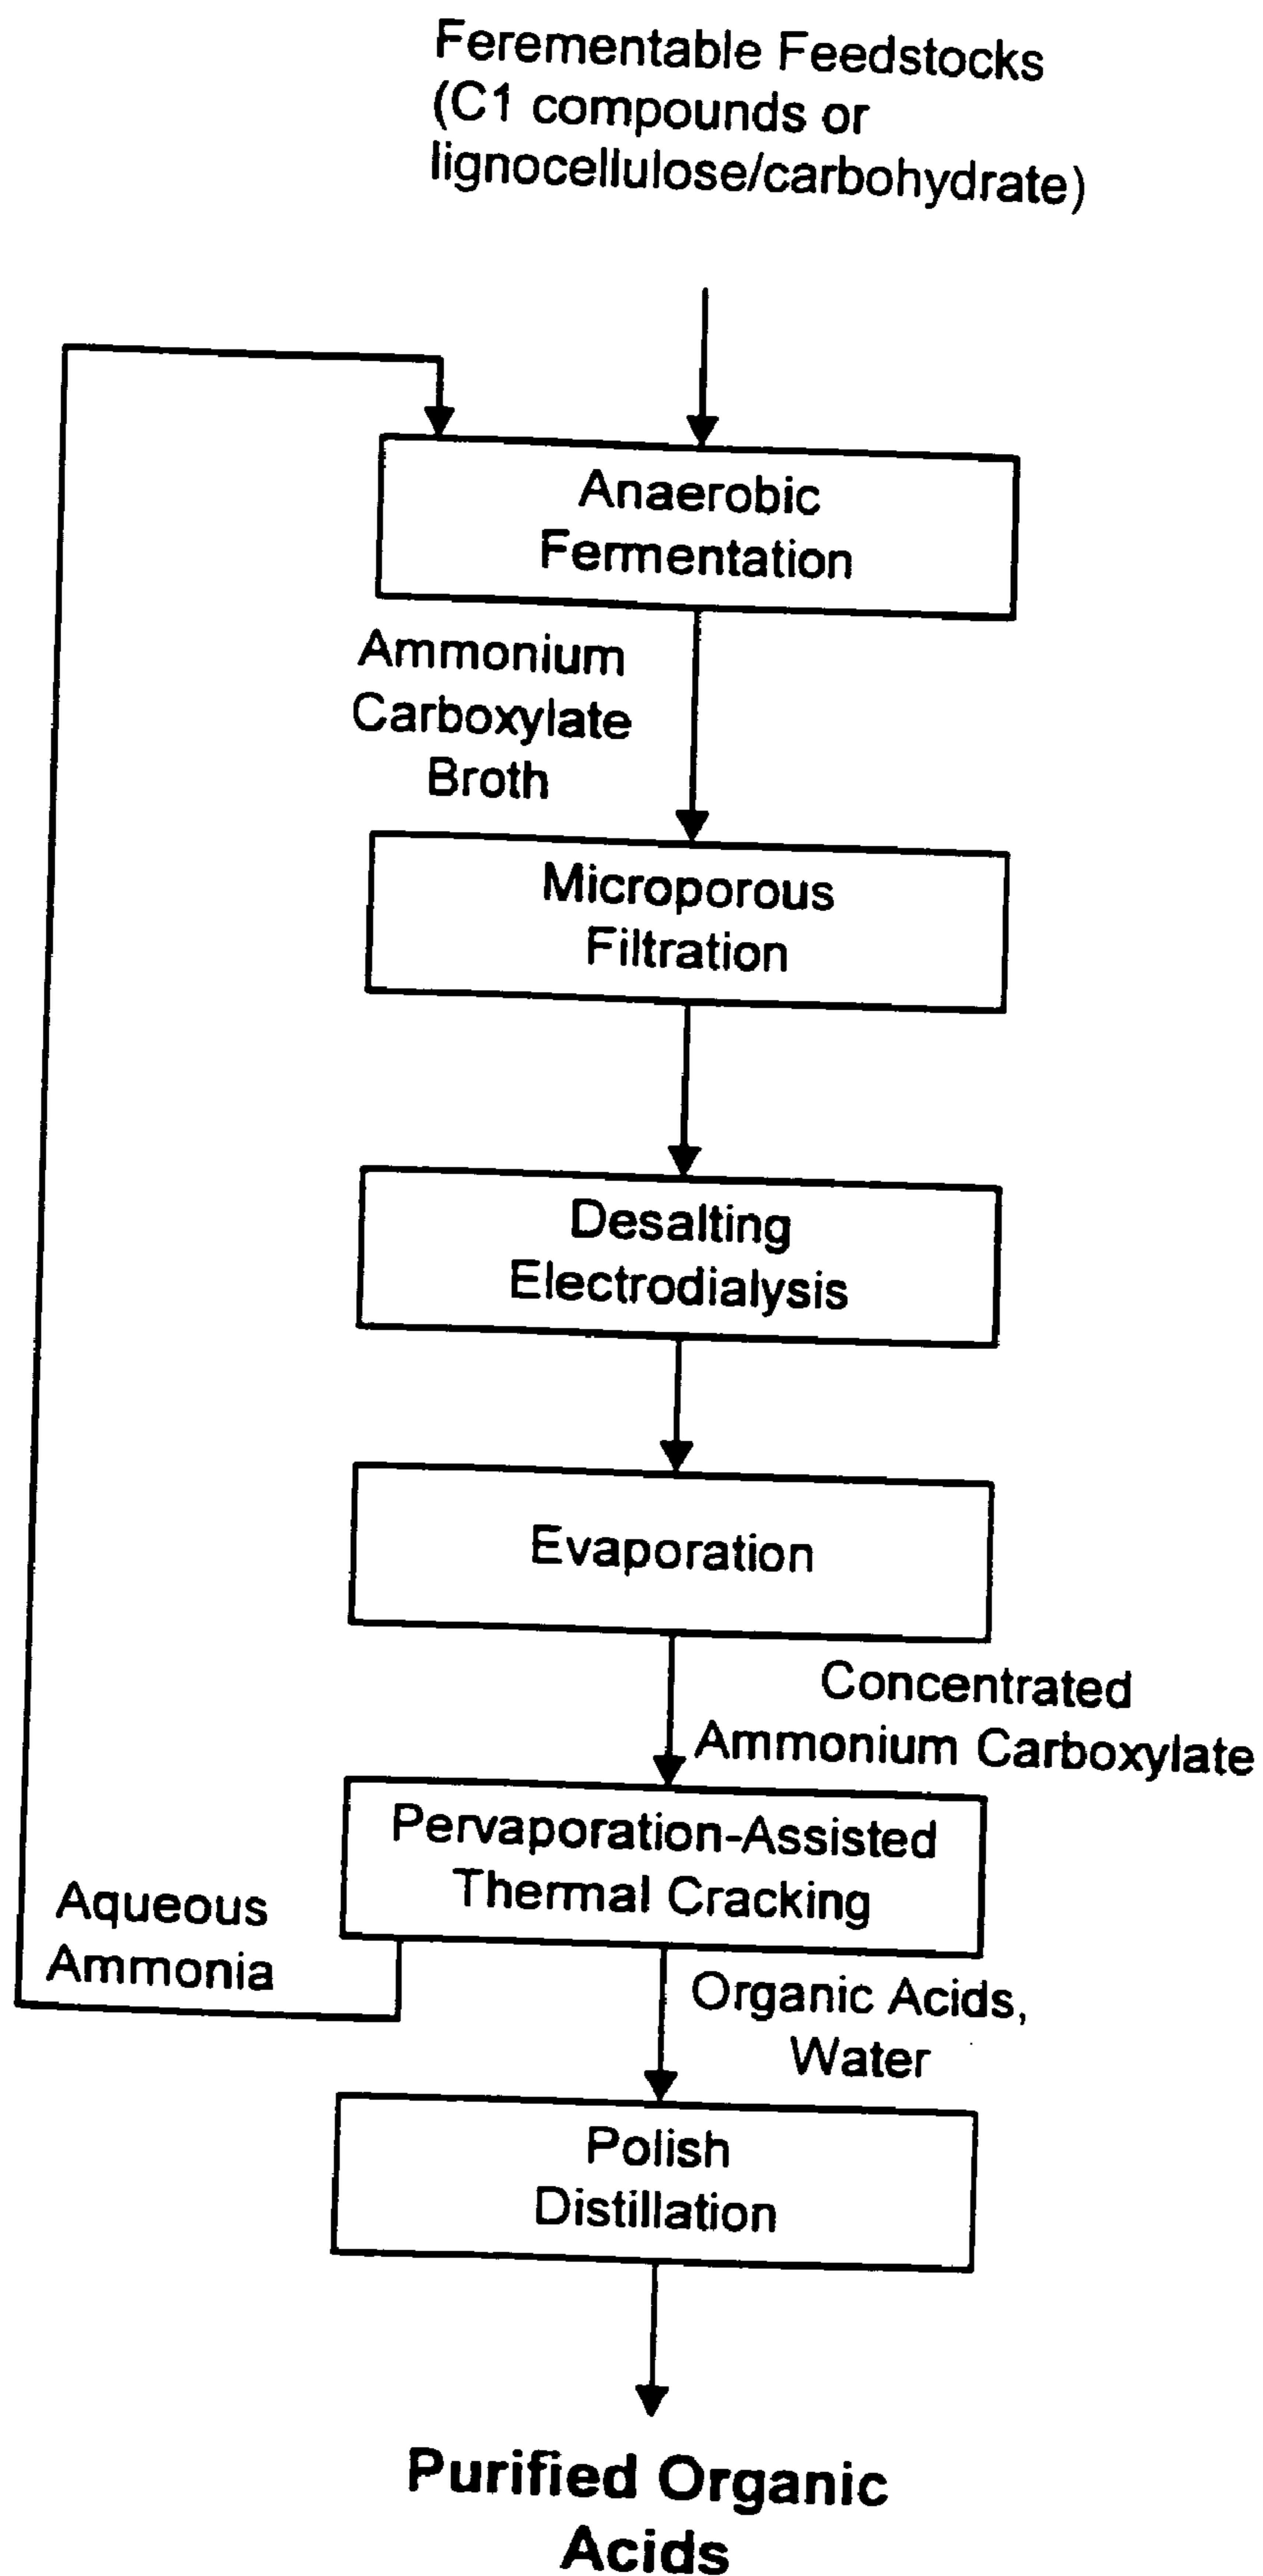 Ferementable Feedstocks
(C1 compounds or
lignocellulose/carbohydrate)
Anaerobic
Fermentation
Ammonium
Carboxylate
Broth
Microporous
Filtration
Desalting
Electrodialysis
Evaporation
Concentrated
Ammonium Carboxylate
Pervaporation-Assisted
Thermal Cracking
Aqueous
Ammonia
Organic Acids,
Water
Polish
Distillation
Purified Organic
Acids